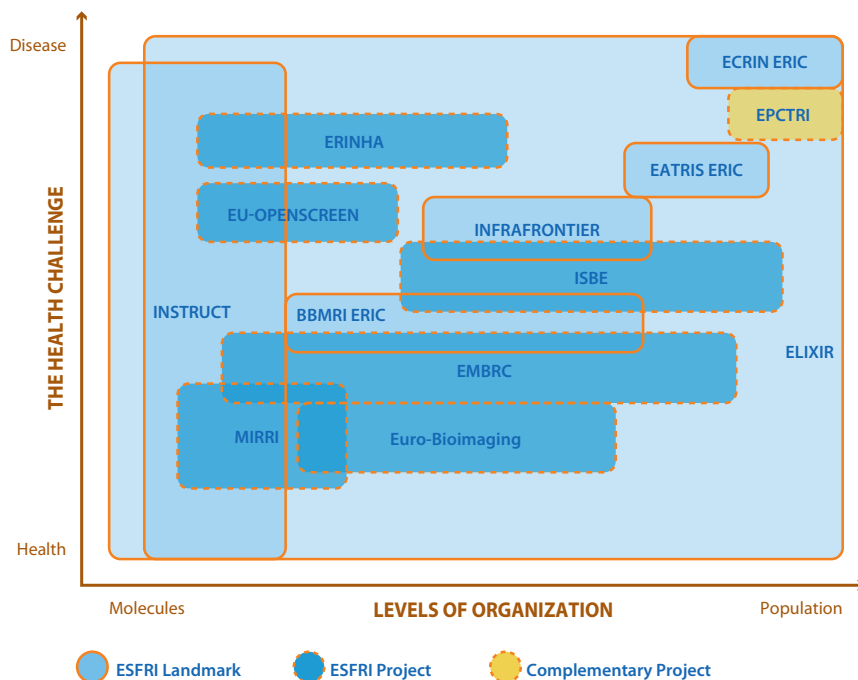 Disease
ECRIN ERIC
EPCTRI
ERINHA
EATRIS ERIC
EU-OPENSCREEN
INFRAFRONTIER
ISBE
INSTRUCT
BBMRI ERIC
ELIXIR
EMBRC
MIRRI
Euro-Bioimaging
THE HEALTH CHALLENGE
Health
Molecules
LEVELS OF ORGANIZATION
Population
ESFRI Landmark
ESFRI Project
Complementary Project